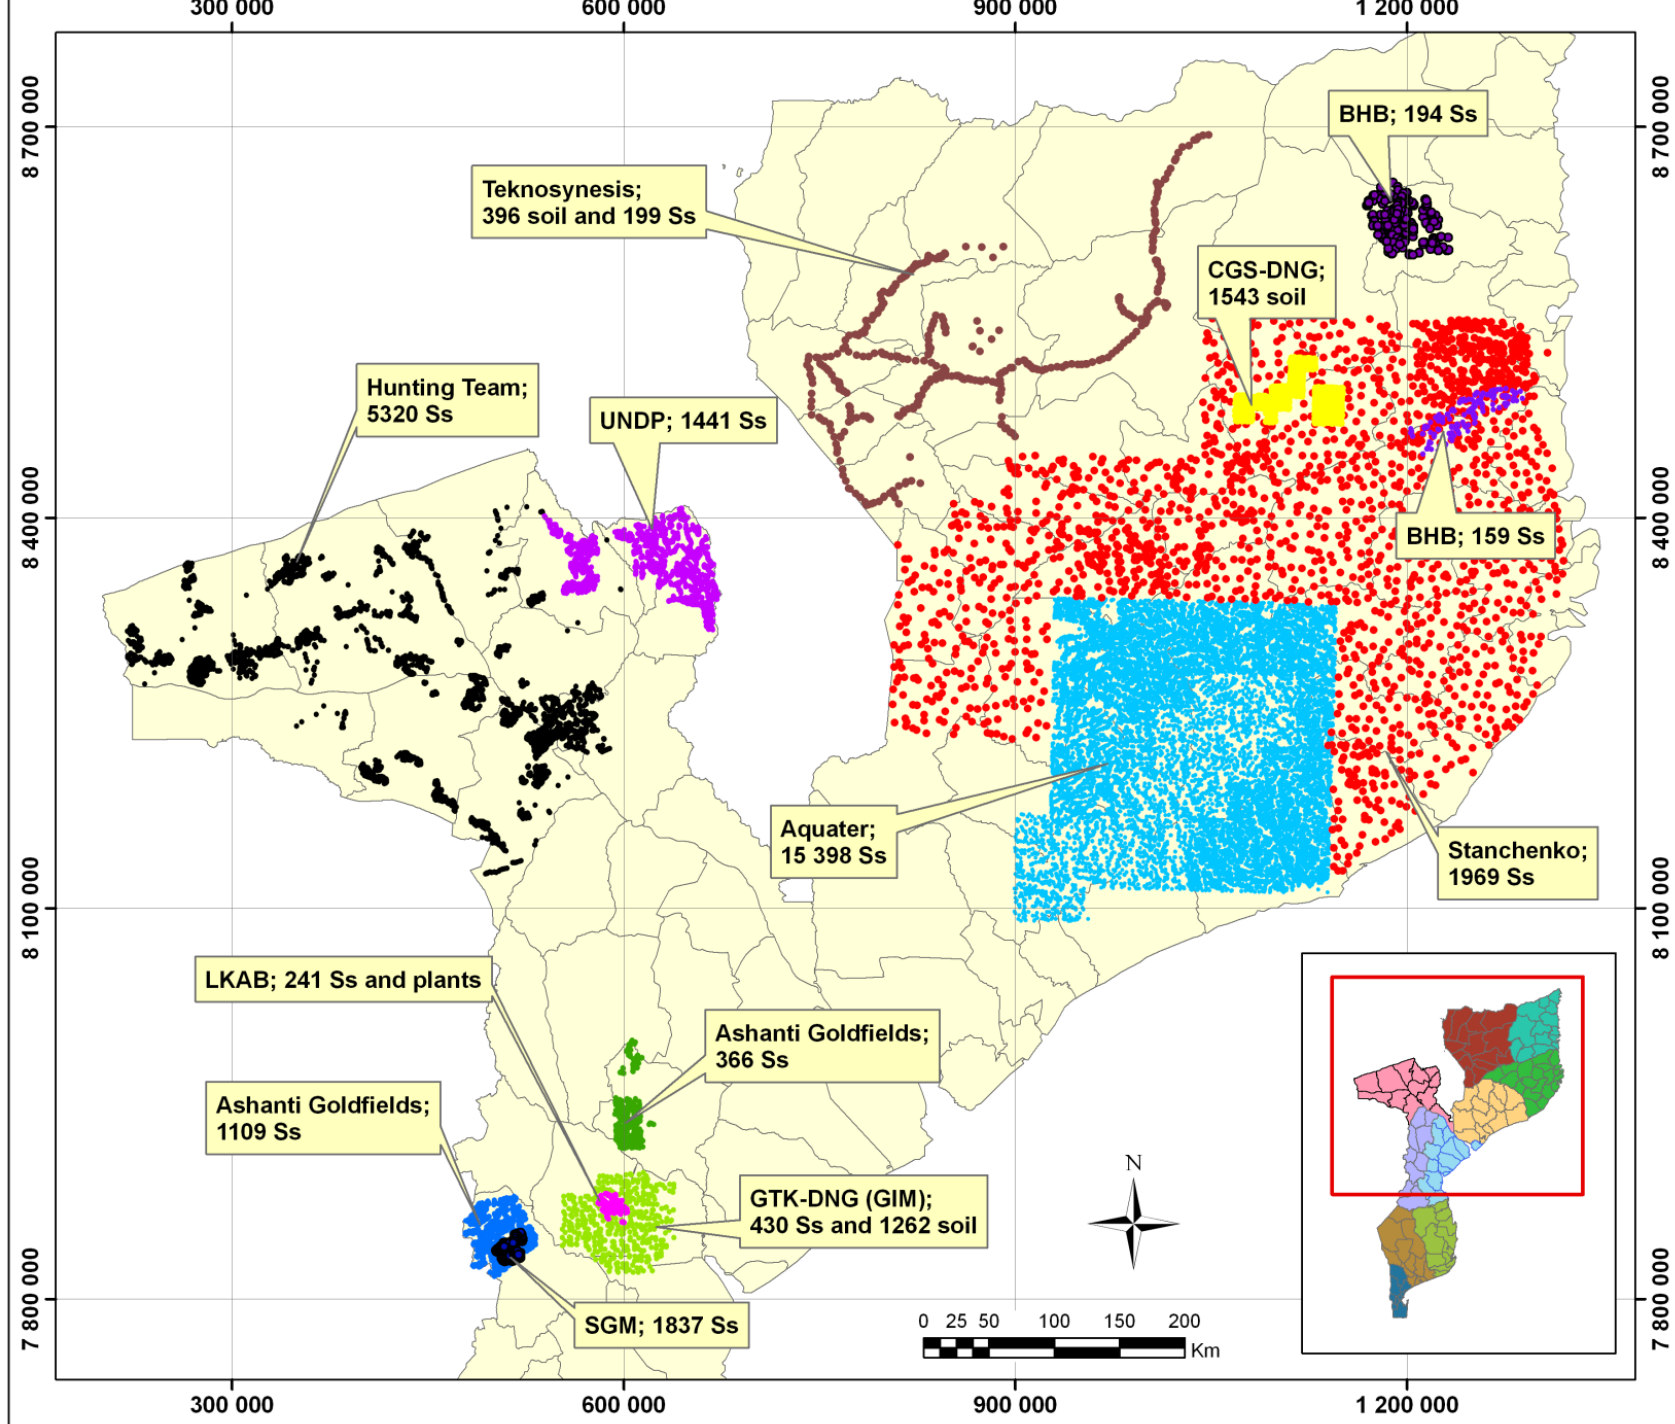 300 000 600 000 900 000 1 200 000
8 700 000
8 700 000
BHB; 194 Ss
Teknosynesis;
396 soil and 199 Ss
CGS-DNG;
1543 soil
Hunting Team;
5320 Ss
UNDP; 1441 Ss
8 400 000
8 400 000
BHB; 159 Ss
Aquater;
15 398 Ss
Stanchenko;
1969 Ss
8 100 000
8 100 000
LKAB; 241 Ss and plants
Ashanti Goldfields;
366 Ss
Ashanti Goldfields;
1109 Ss
N
GTK-DNG (GIM);
430 Ss and 1262 soil
7 800 000
7 800 000
SGM; 1837 Ss
0 25 50 100 150 200
Km
300 000 600 000 900 000 1 200 000